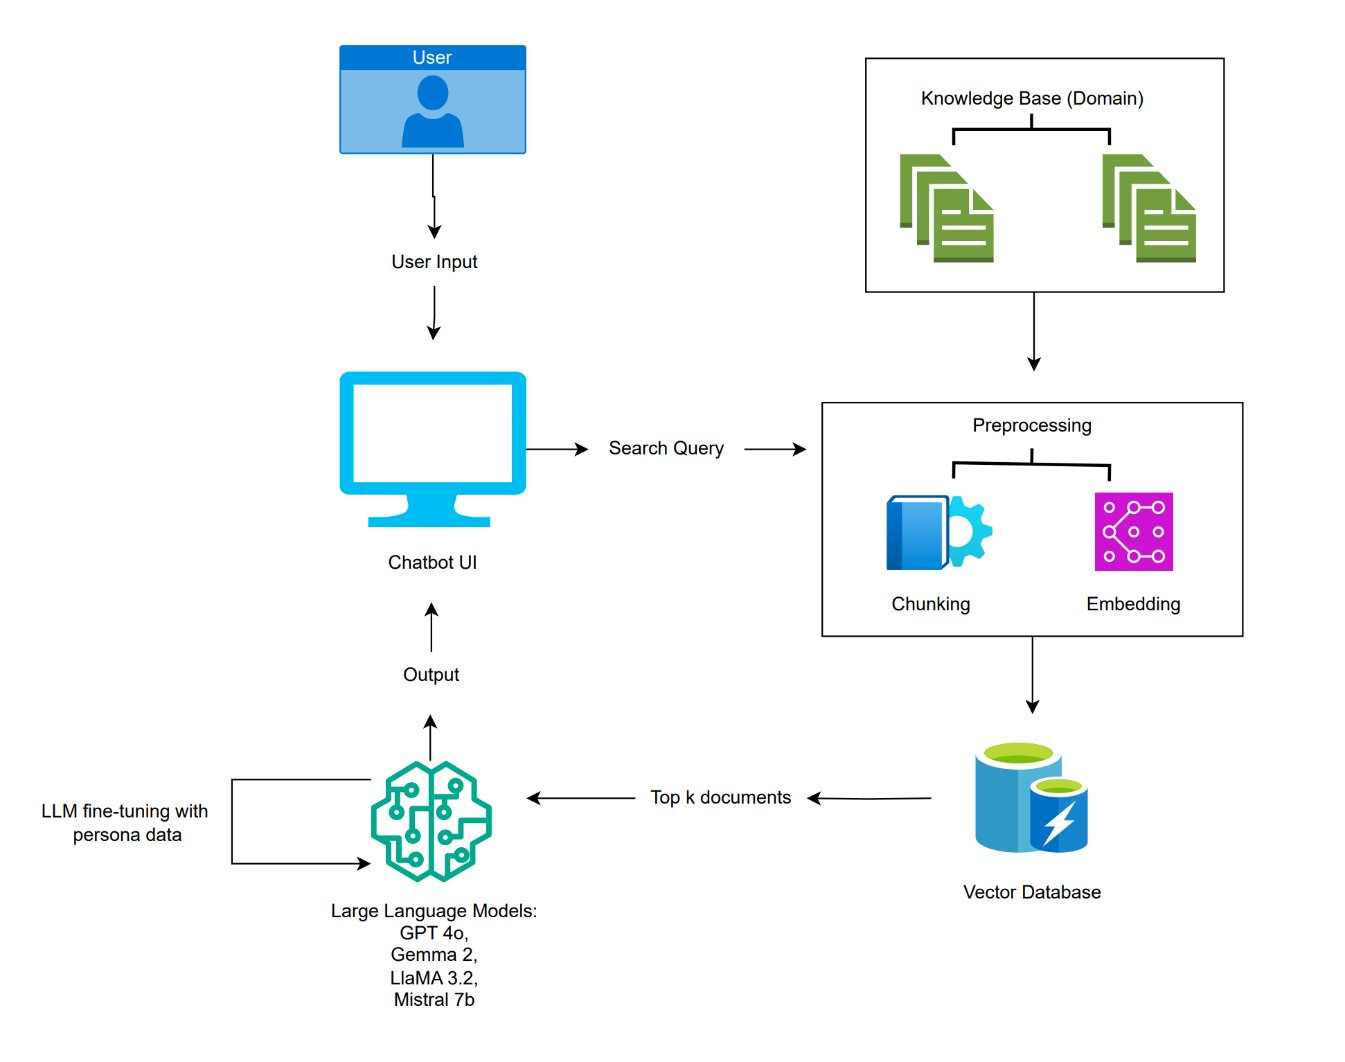 User
User Input
Chatbot UI
Search Query
Knowledge Base (Domain)
Preprocessing
Chunking
Embedding
Vector Database
Top k documents
Output
LLM fine-tuning with
persona data
Large Language Models:
GPT 4o,
Gemma 2,
LlaMA 3.2,
Mistral 7b